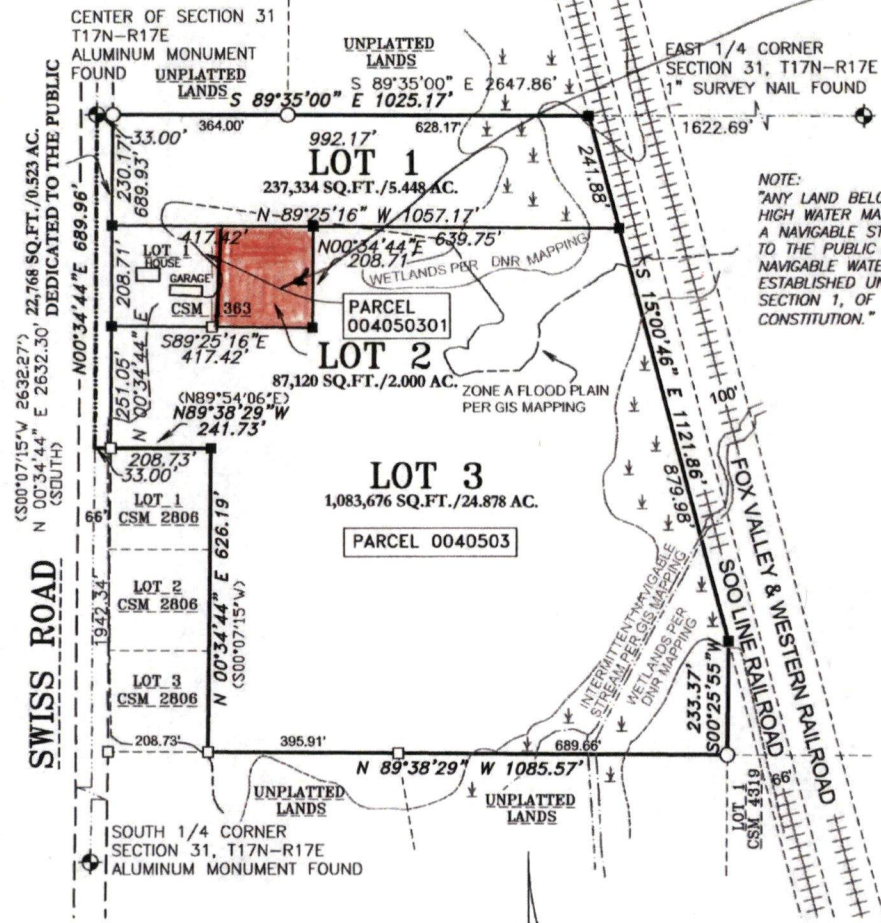 CENTER OF SECTION 31
T17N-R17E
ALUMINUM MONUMENT
FOUND
UNPLATTED
LANDS
UNPLATTED
LANDS
S 89°35'00" E 2647.86'
S 89°35'00" E 1025.17'
EAST 1/4 CORNER
SECTION 31, T17N-R17E
1" SURVEY NAIL FOUND
364.00'
628.17'
1622.69'
33.00'
992.17'
LOT 1
237,334 SQ.FT./5.448 AC.
230.17'
689.93'
241.88'
NOTE:
"ANY LAND BELO
HIGH WATER MA
A NAVIGABLE ST
TO THE PUBLIC
NAVIGABLE WATE
ESTABLISHED UN
SECTION 1, OF
CONSTITUTION."
22,768 SQ.FT./0.523 AC.
DEDICATED TO THE PUBLIC
N00°34'44"E 689.96'
N 89°25'16" W 1057.17'
417.42'
639.75'
N00°34'44"E
208.71'
LOT 1
HOUSE
GARAGE
CSM 363
208.71'
WETLANDS PER DNR MAPPING
PARCEL
004050301
S89°25'16"E
417.42'
LOT 2
87,120 SQ.FT./2.000 AC.
ZONE A FLOOD PLAIN
PER GIS MAPPING
S 15°00'46" E 1121.86'
879.98'
100'
(S00°07'15"W 2632.27')
N 00°34'44" E 2632.30'
(SOUTH)
251.05'
N 00°34'44" E
(N89°54'06"E)
N89°38'29"W
241.73'
208.73'
33.00'
LOT 3
1,083,676 SQ.FT./24.878 AC.
PARCEL 0040503
66'
LOT 1
CSM 2806
LOT 2
CSM 2806
LOT 3
CSM 2806
N 00°34'44" E 626.19'
(S00°07'15"W)
SWISS ROAD
1942.34'
INTERMITTENT NAVIGABLE
STREAM PER GIS MAPPING
WETLANDS PER
DNR MAPPING
FOX VALLEY & WESTERN RAILROAD
SOO LINE RAILROAD
233.37'
S00°25'55"W
208.73'
395.91'
689.66'
N 89°38'29" W 1085.57'
66'
UNPLATTED
LANDS
UNPLATTED
LANDS
LOT 1
CSM 4319
SOUTH 1/4 CORNER
SECTION 31, T17N-R17E
ALUMINUM MONUMENT FOUND